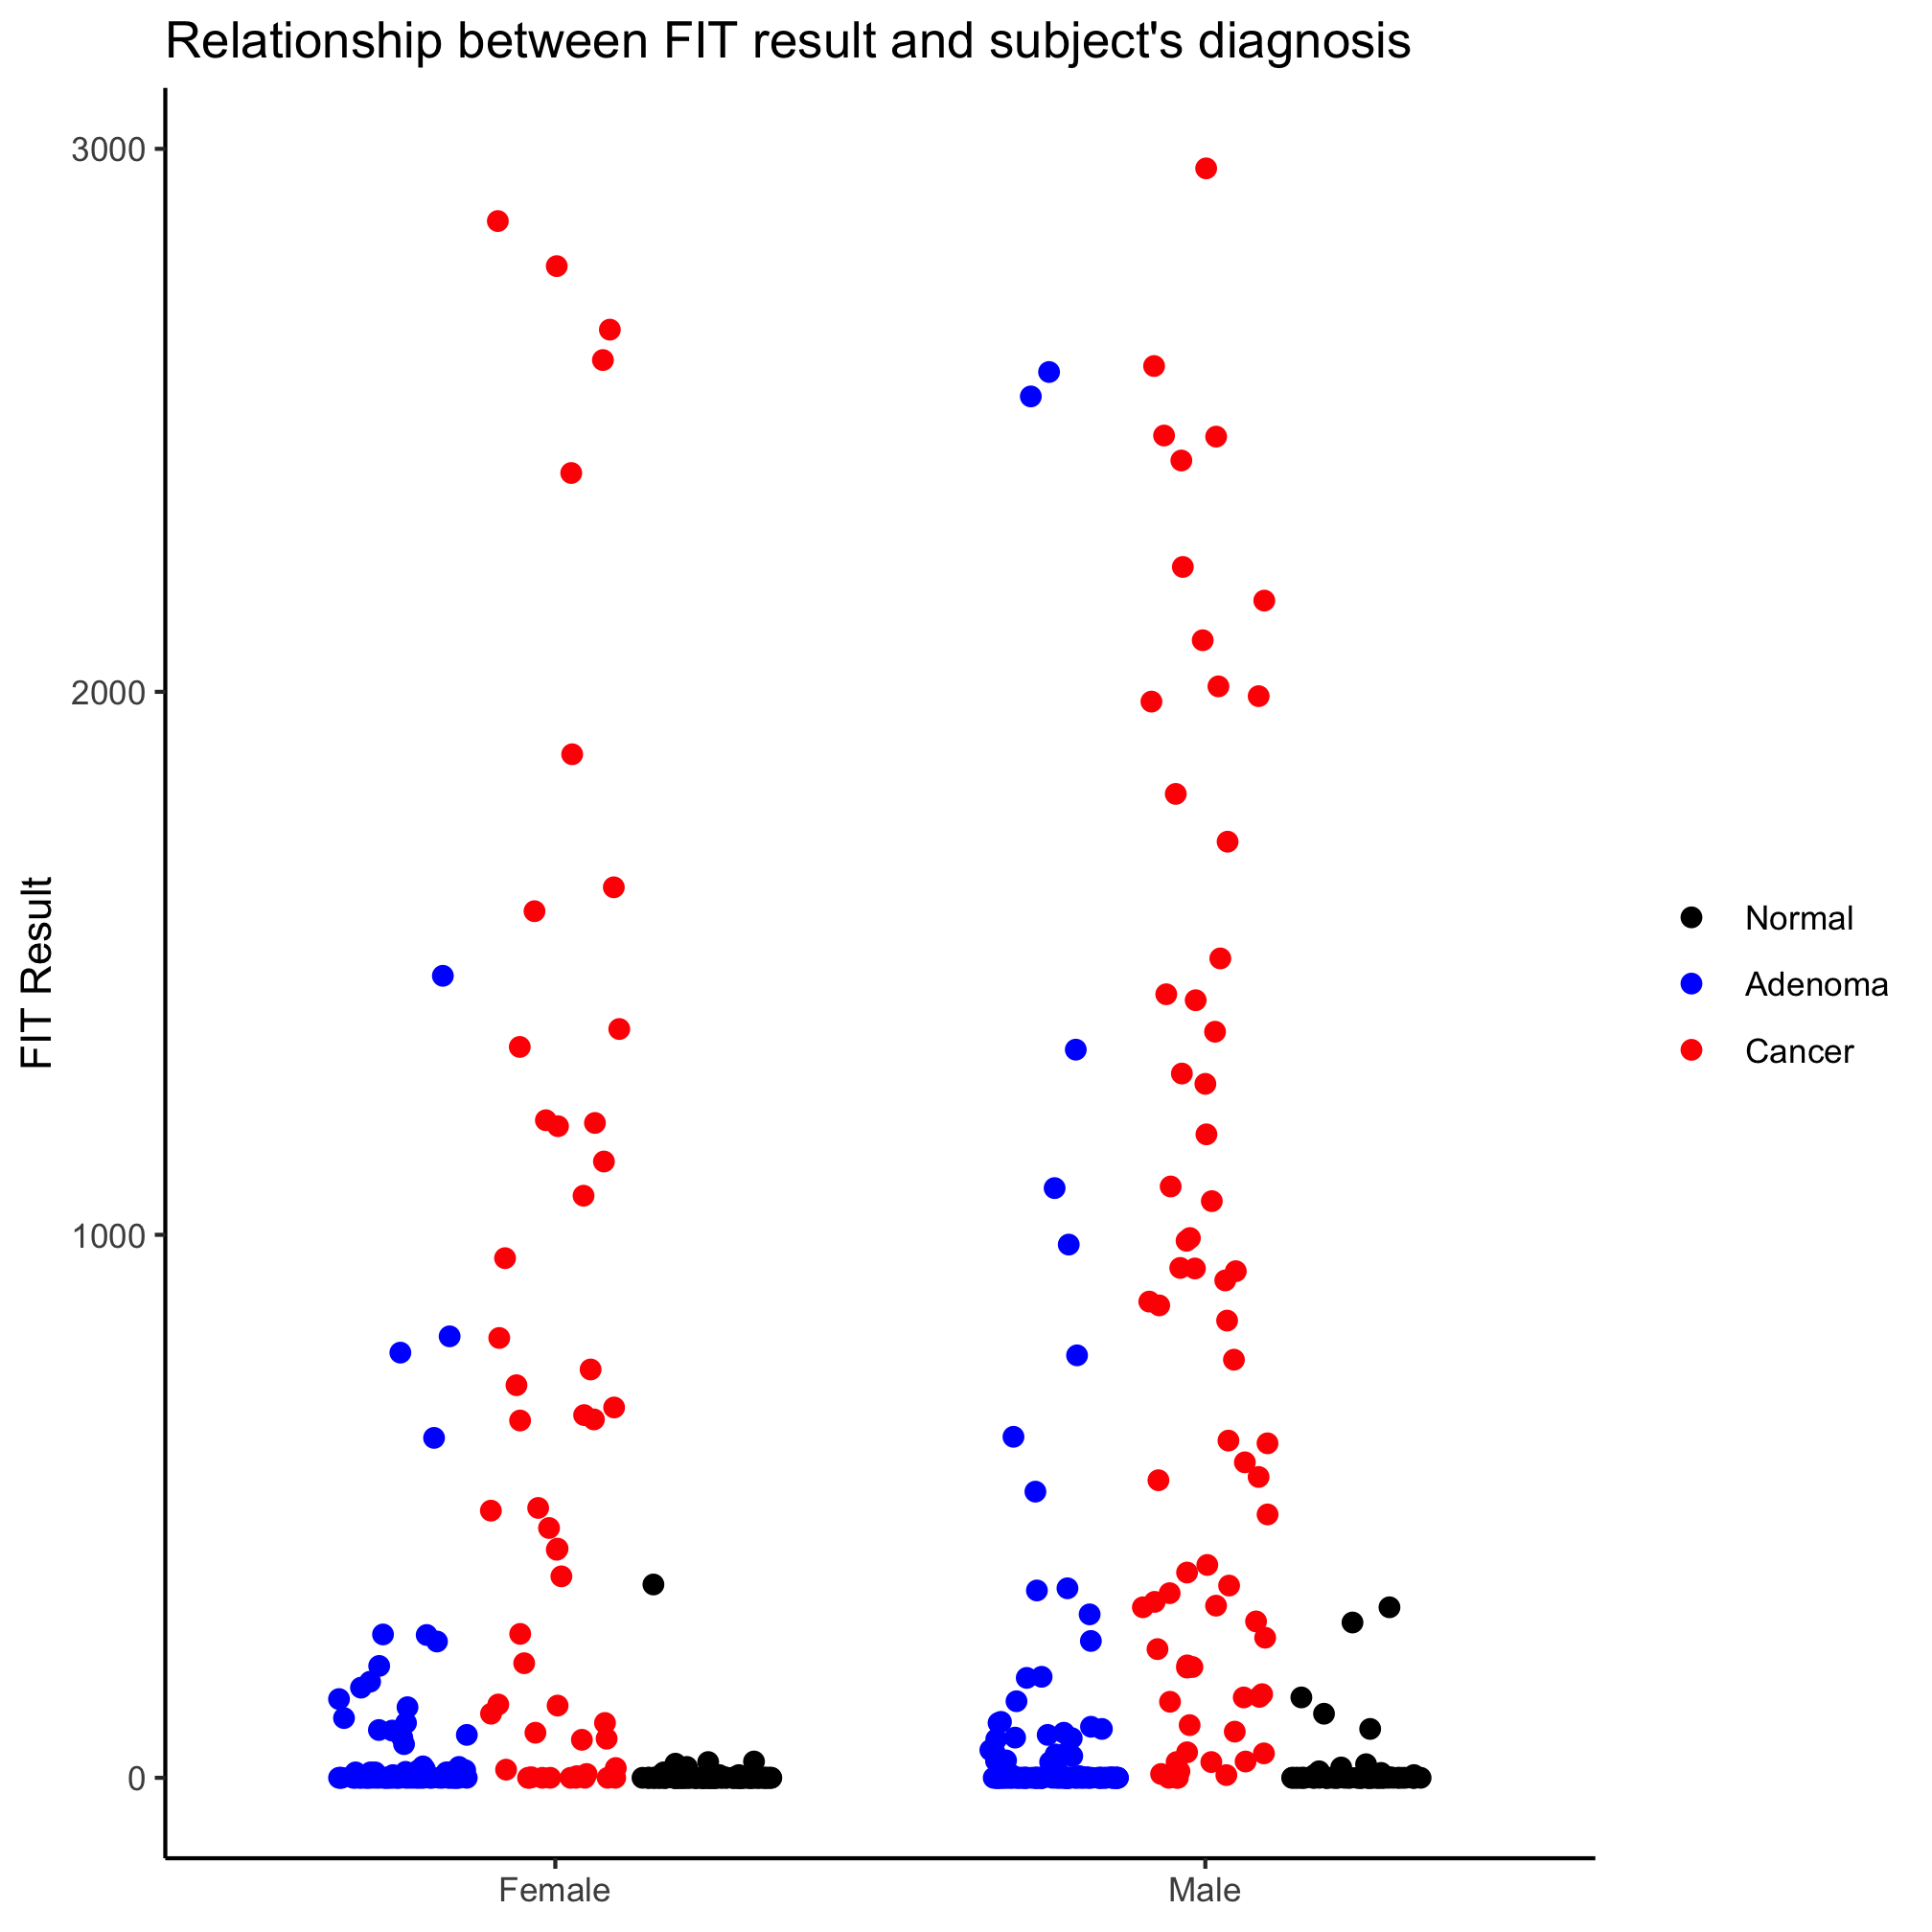 Relationship between FIT result and subject's diagnosis
3000
2000
1000
0
FIT Result
Female
Male
Normal
Adenoma
Cancer